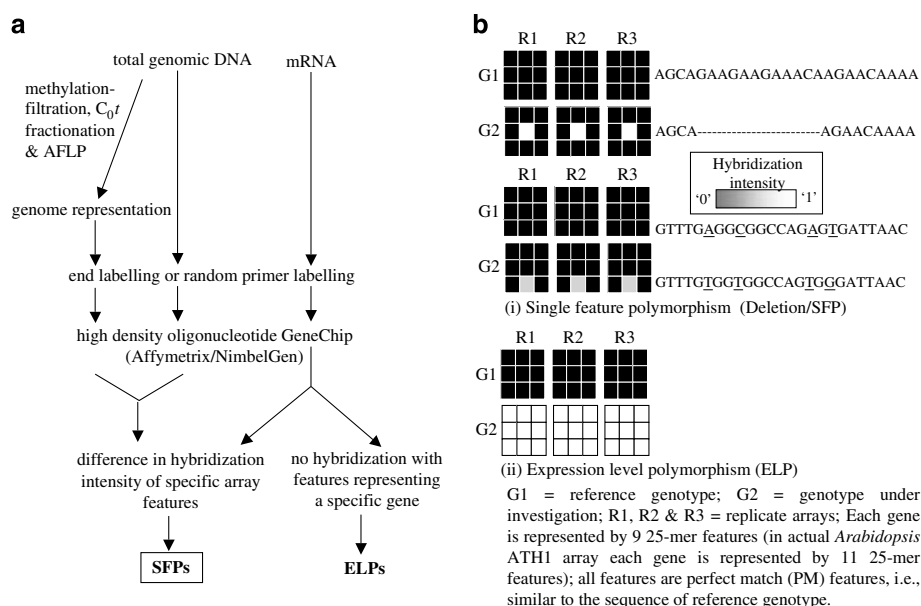 a
total genomic DNA
mRNA
methylation-
filtration, C0t
fractionation
& AFLP
genome representation
end labelling or random primer labelling
high density oligonucleotide GeneChip
(Affymetrix/NimbelGen)
difference in hybridization
intensity of specific array
features
no hybridization with
features representing
a specific gene
SFPs
ELPs
b
R1 R2 R3
G1 AGCAGAAGAAGAAACAAGAACAAAA
G2 AGCA------------------------AGAACAAAA
Hybridization
intensity
‘0’ ‘1’
R1 R2 R3
G1 GTTTGAGGCGGCCAGAGTGATTAAC
G2 GTTTGTGGTGGCCAGTGGGATTAAC
(i) Single feature polymorphism (Deletion/SFP)
R1 R2 R3
G1
G2
(ii) Expression level polymorphism (ELP)
G1 = reference genotype; G2 = genotype under
investigation; R1, R2 & R3 = replicate arrays; Each gene
is represented by 9 25-mer features (in actual Arabidopsis
ATH1 array each gene is represented by 11 25-mer
features); all features are perfect match (PM) features, i.e.,
similar to the sequence of reference genotype.